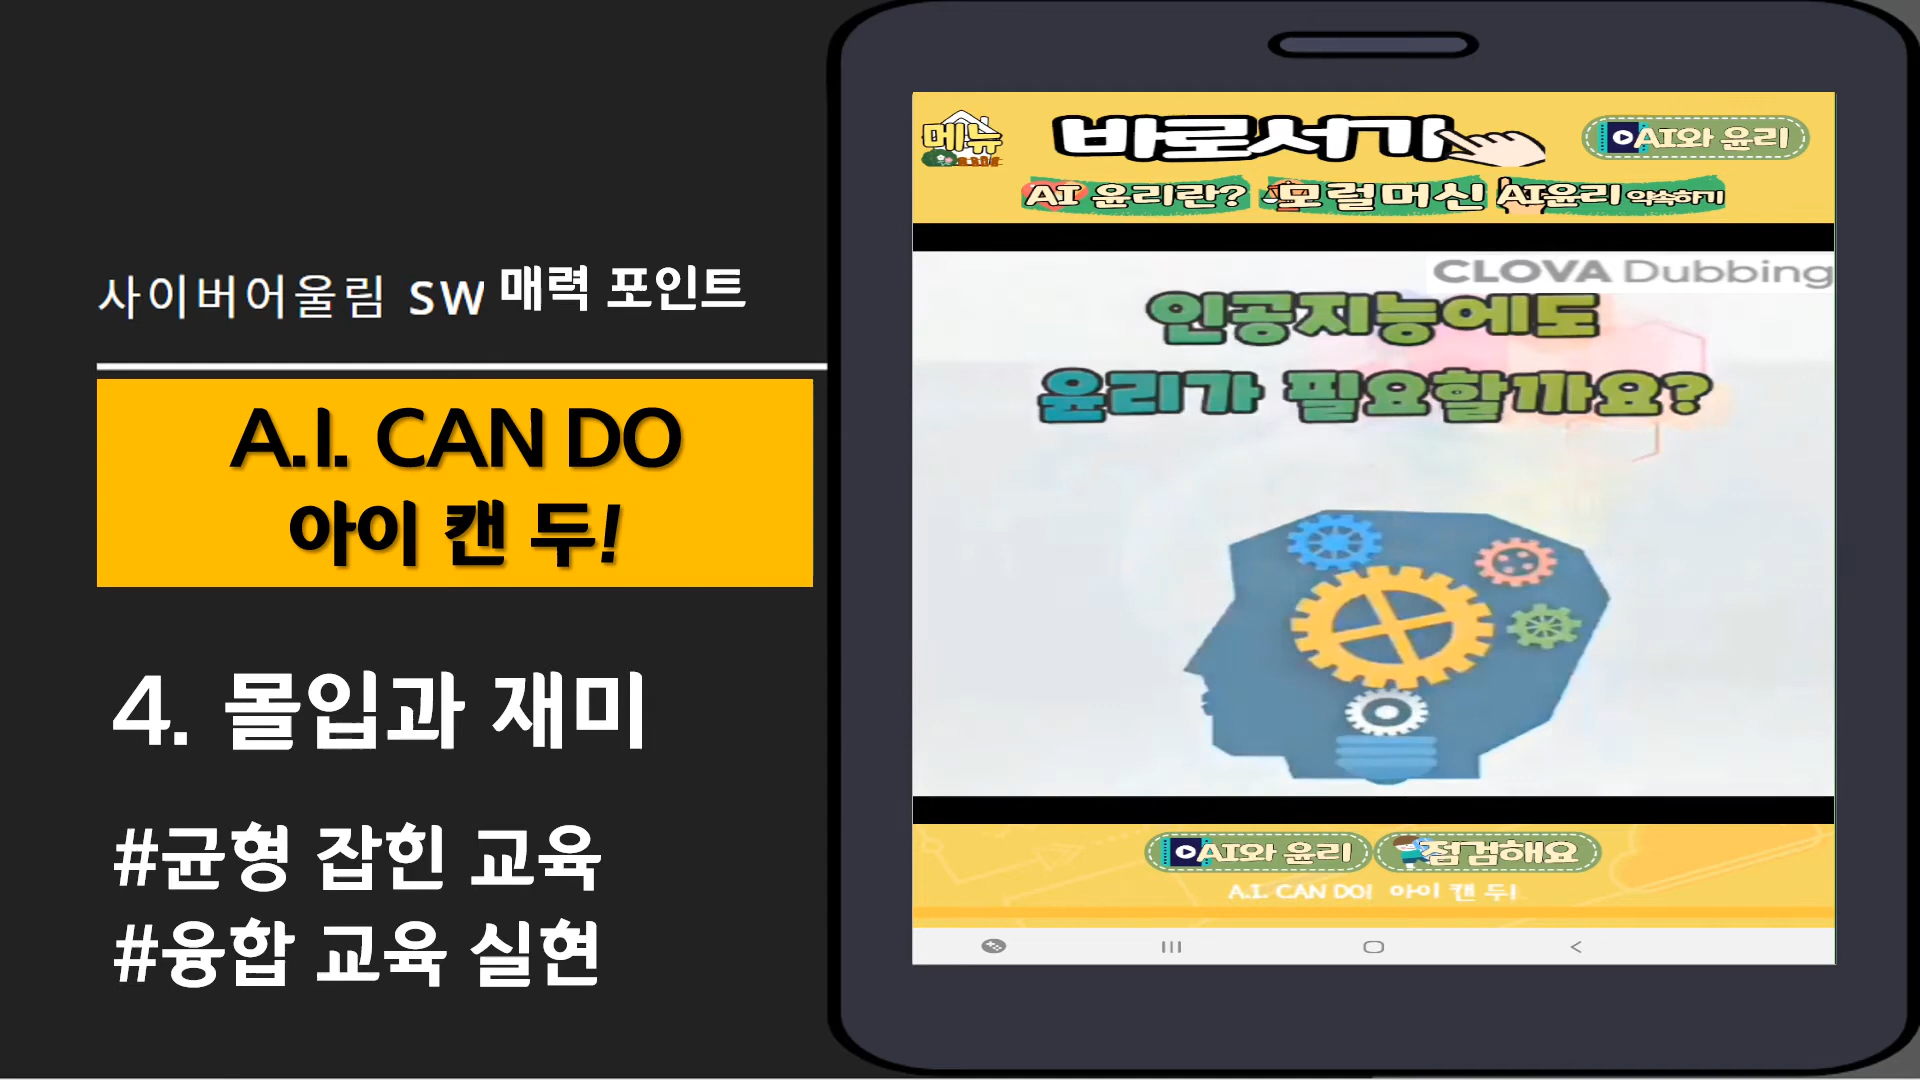 사이버어울림 SW 매력 포인트
A.I. CAN DO
아이 캔 두!
4. 몰입과 재미
#균형 잡힌 교육
#융합 교육 실현
메뉴
바로서기
AI와 윤리
AI 윤리란? 모럴머신 AI윤리 약속하기
CLOVA Dubbing
인공지능에도
윤리가 필요할까요?
AI와 윤리 점검해요
A.I. CAN DO! 아이 캔 두!